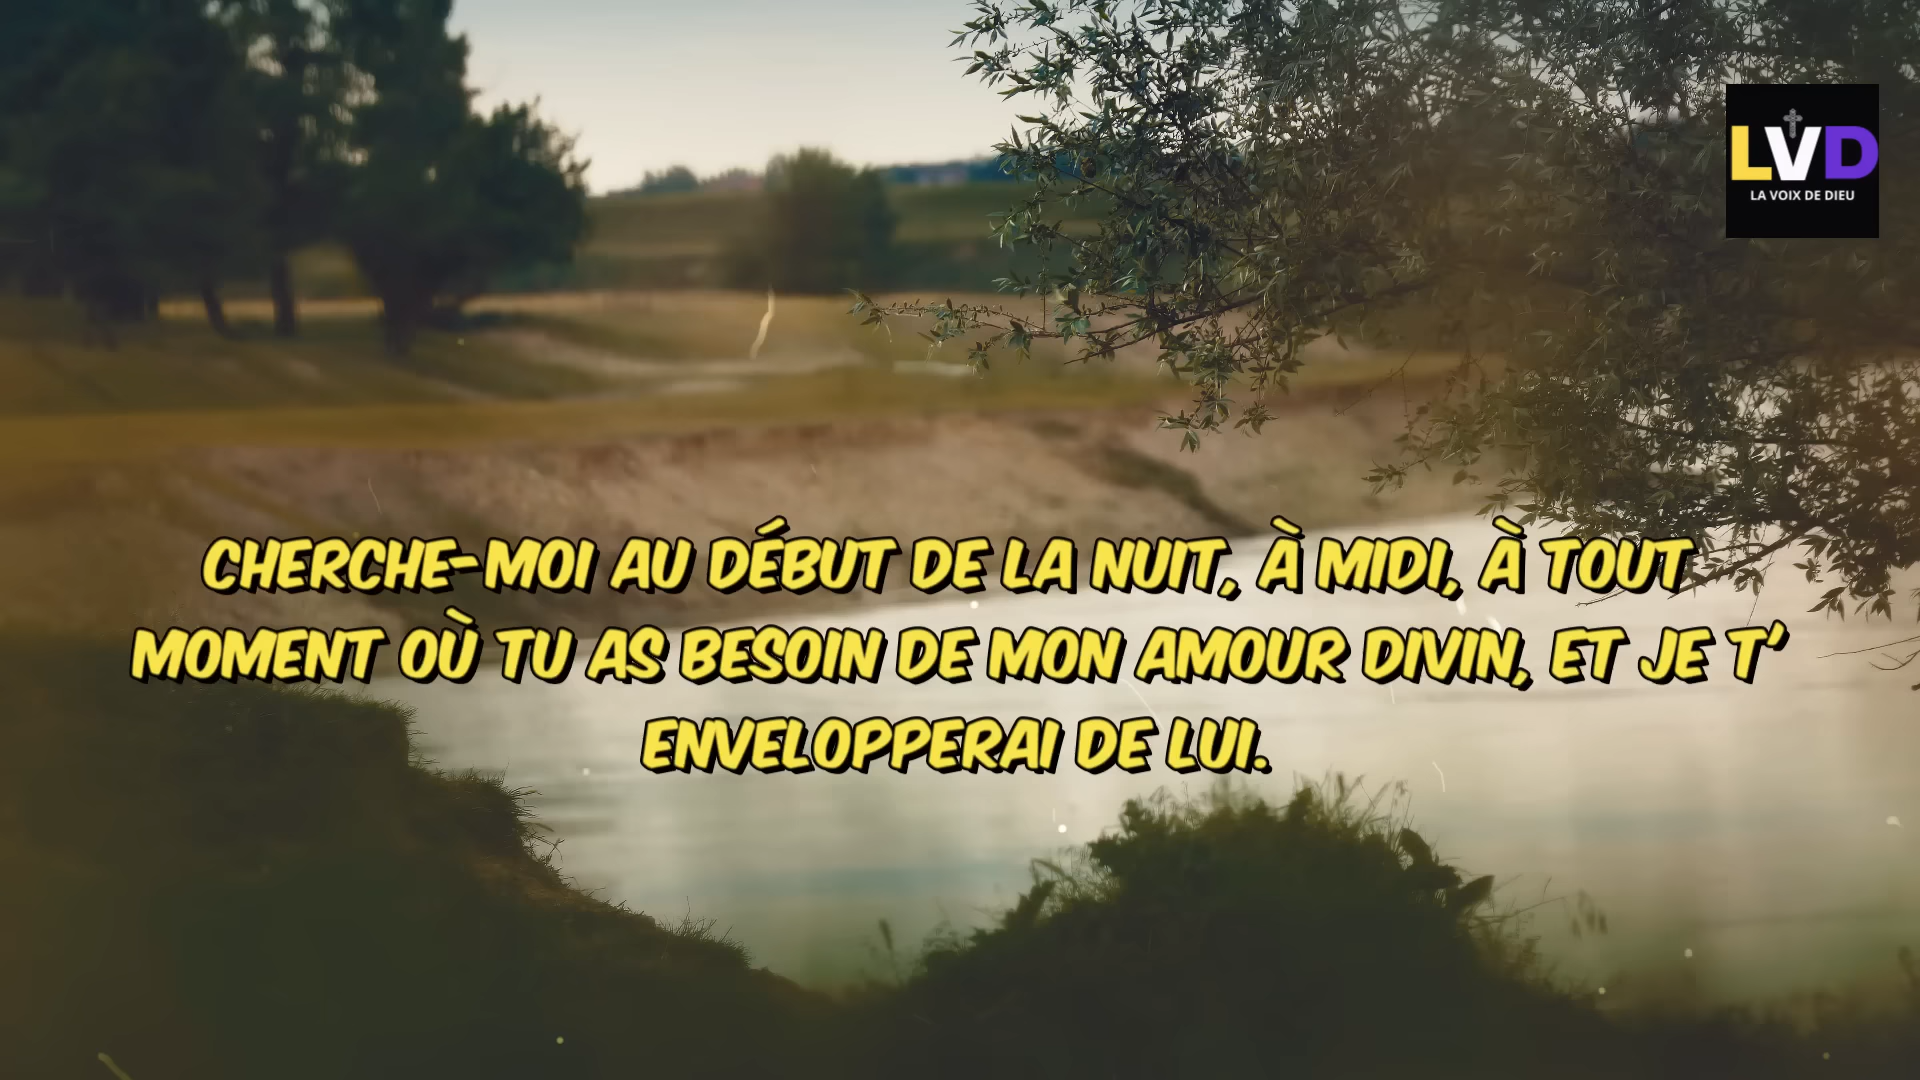 LVD
LA VOIX DE DIEU
CHERCHE-MOI AU DÉBUT DE LA NUIT, À MIDI, À TOUT
MOMENT OÙ TU AS BESOIN DE MON AMOUR DIVIN, ET JE T'
ENVELOPPERAI DE LUI.